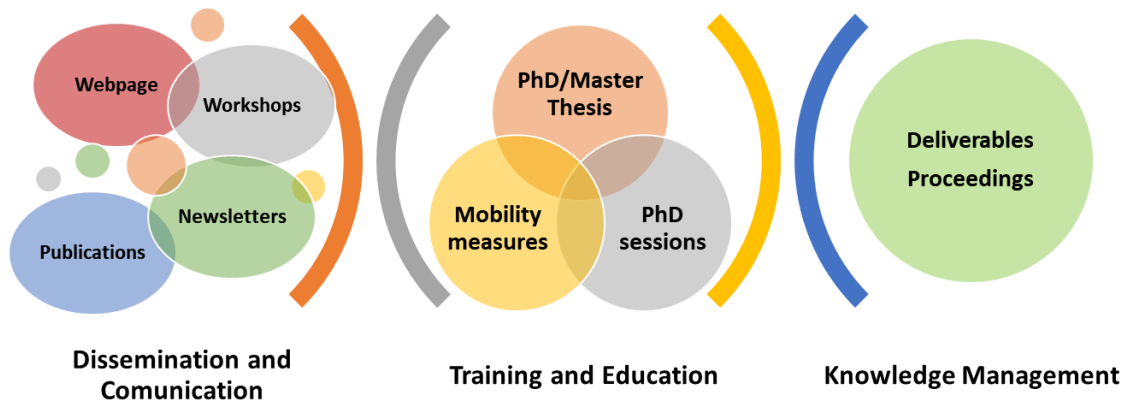 Webpage
Workshops
Newsletters
Publications
Dissemination and
Comunication
PhD/Master
Thesis
Mobility
measures
PhD
sessions
Training and Education
Deliverables
Proceedings
Knowledge Management